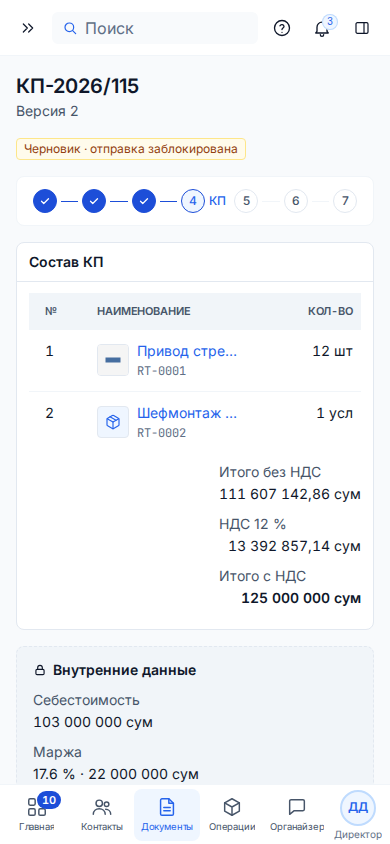 Поиск
3
КП-2026/115
Версия 2
Черновик · отправка заблокирована
4 КП 5 6 7
Состав КП
№ НАИМЕНОВАНИЕ КОЛ-ВО
1 Привод стре... 12 шт
RT-0001
2 Шефмонтаж ... 1 усл
RT-0002
Итого без НДС
111 607 142,86 сум
НДС 12 %
13 392 857,14 сум
Итого с НДС
125 000 000 сум
Внутренние данные
Себестоимость
103 000 000 сум
Маржа
17.6 % · 22 000 000 сум
10
Главная Контакты Документы Операции Органайзер
ДД
Директор